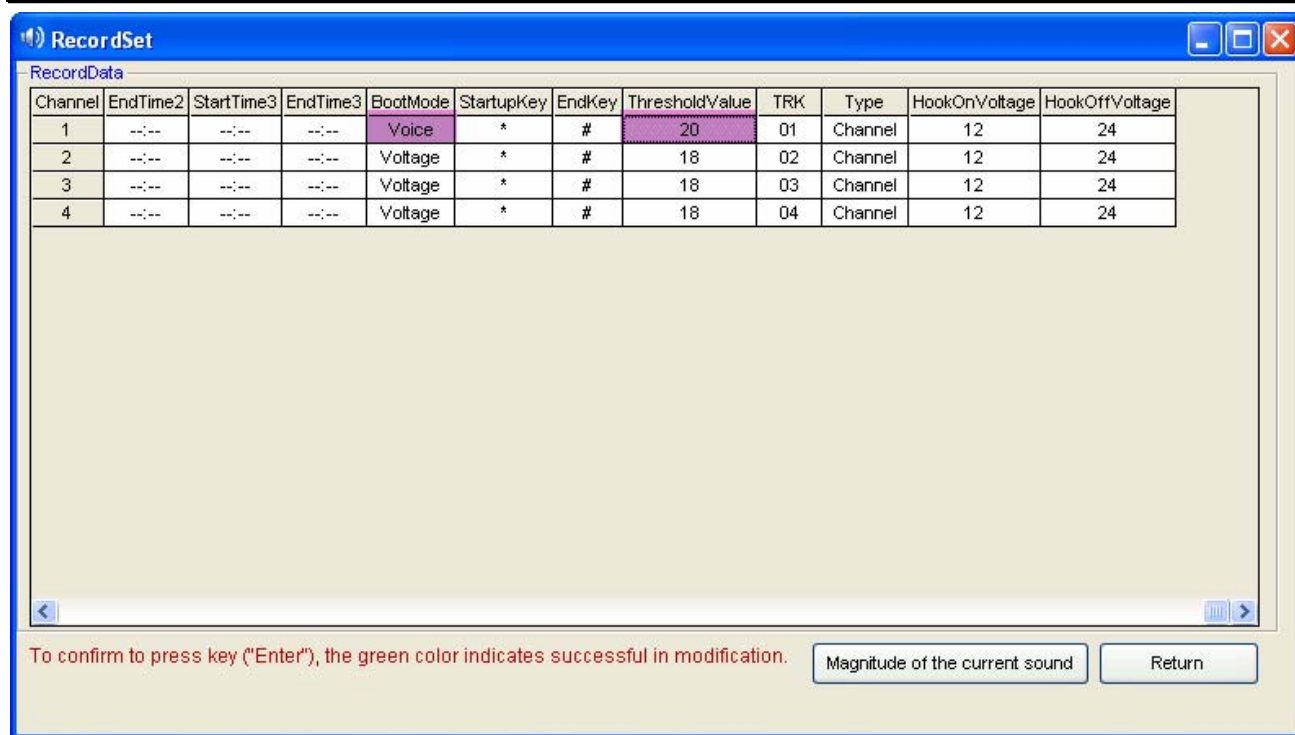 RecordSet
RecordData
Channel EndTime2 StartTime3 EndTime3 BootMode StartupKey EndKey ThresholdValue TRK Type HookOnVoltage HookOffVoltage
1 --:-- --:-- --:-- Voice * # 20 01 Channel 12 24
2 --:-- --:-- --:-- Voltage * # 18 02 Channel 12 24
3 --:-- --:-- --:-- Voltage * # 18 03 Channel 12 24
4 --:-- --:-- --:-- Voltage * # 18 04 Channel 12 24
To confirm to press key ("Enter"), the green color indicates successful in modification.
Magnitude of the current sound
Return